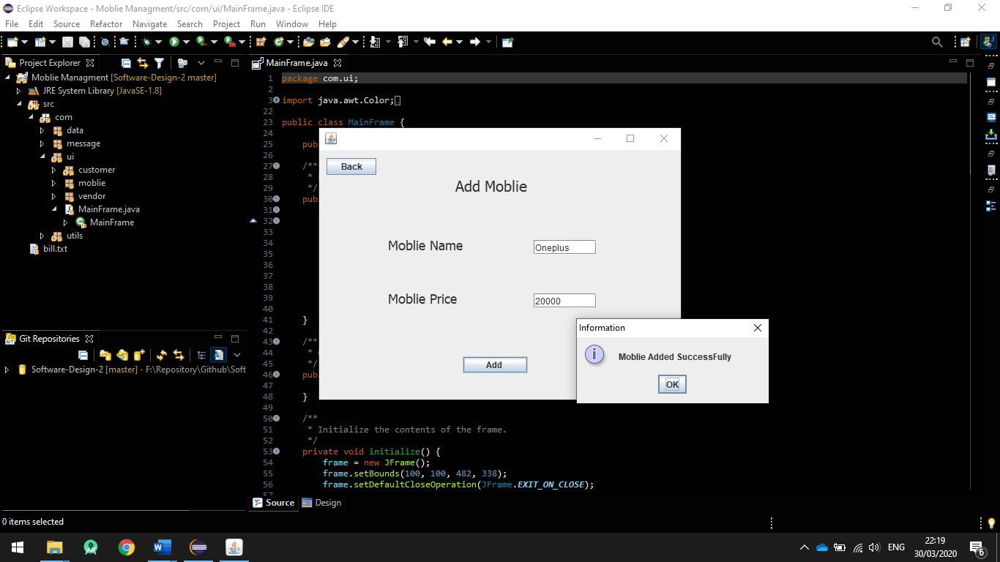 Eclipse Workspace - Moblie Managment/src/com/ui/MainFrame.java - Eclipse IDE
File Edit Source Refactor Navigate Search Project Run Window Help
Project Explorer
Moblie Managment [Software-Design-2 master]
JRE System Library [JavaSE-1.8]
src
com
data
message
ui
customer
moblie
vendor
MainFrame.java
MainFrame
utils
bill.txt
Git Repositories
Software-Design-2 [master] - F:\Repository\Github\Soft
0 items selected
MainFrame.java
1 package com.ui;
2
3 import java.awt.Color;
22
23 public class MainFrame {
24
25 pub
26
27 /**
28 *
29 */
30 pub
31
32
33
34
35
36
37
38
39
40
41 }
42
43 /**
44 *
45 */
46 pub
47
48 }
49
50 /**
51 * Initialize the contents of the frame.
52 */
53 private void initialize() {
54 frame = new JFrame();
55 frame.setBounds(100, 100, 482, 338);
56 frame.setDefaultCloseOperation(JFrame.EXIT_ON_CLOSE);
57
Source Design
Back
Add Moblie
Moblie Name Oneplus
Moblie Price 20000
Add
Information
Moblie Added SuccessFully
OK
ENG
22:19
30/03/2020
6